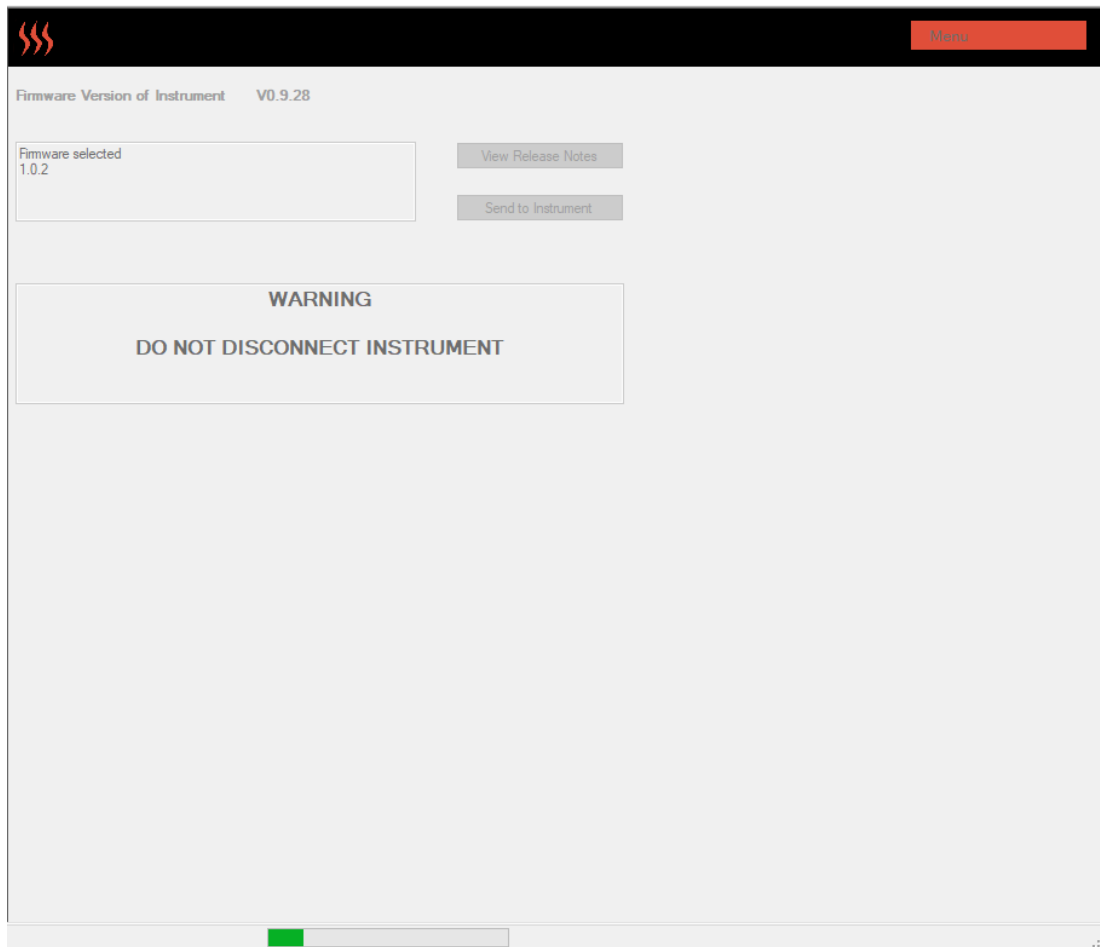 Menu
Firmware Version of Instrument V0.9.28
Firmware selected
1.0.2
View Release Notes
Send to Instrument
WARNING
DO NOT DISCONNECT INSTRUMENT